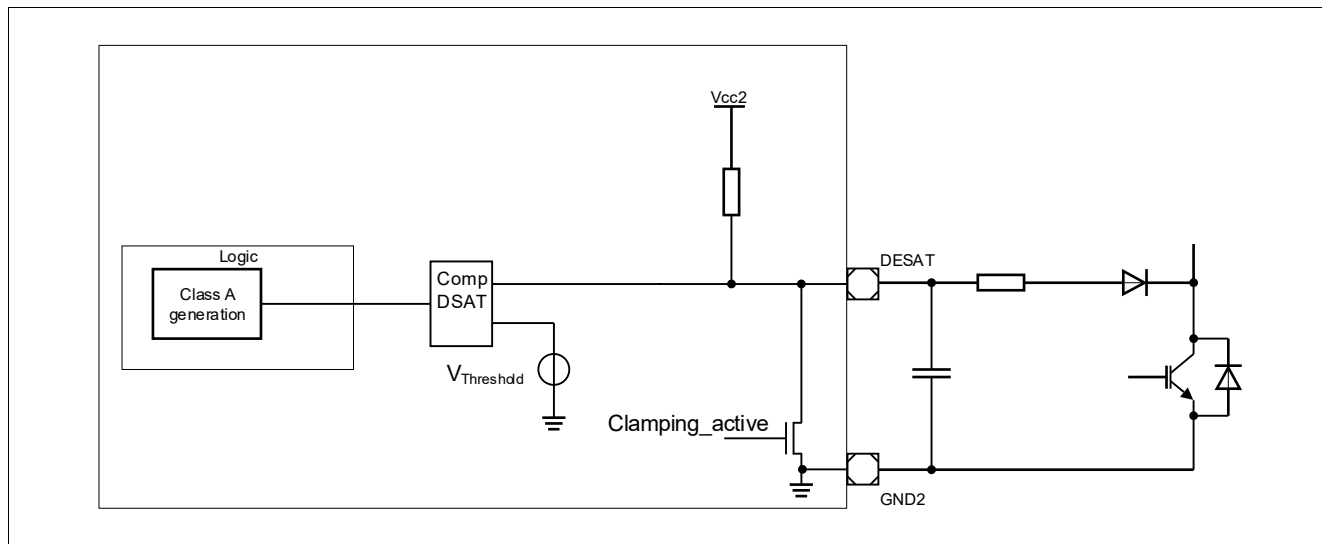 Vcc2
Logic
Class A
generation
Comp
DSAT
DESAT
VThreshold
Clamping_active
GND2